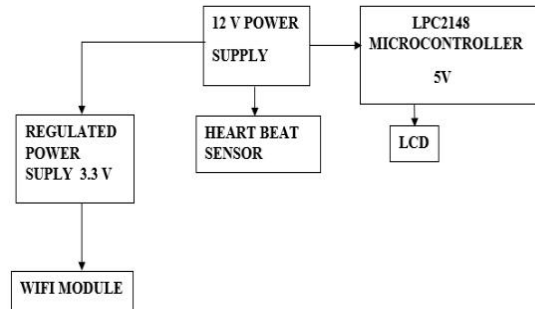 12 V POWER
SUPPLY
LPC2148
MICROCONTROLLER
5V
REGULATED
POWER
SUPLY 3.3 V
HEART BEAT
SENSOR
LCD
WIFI MODULE